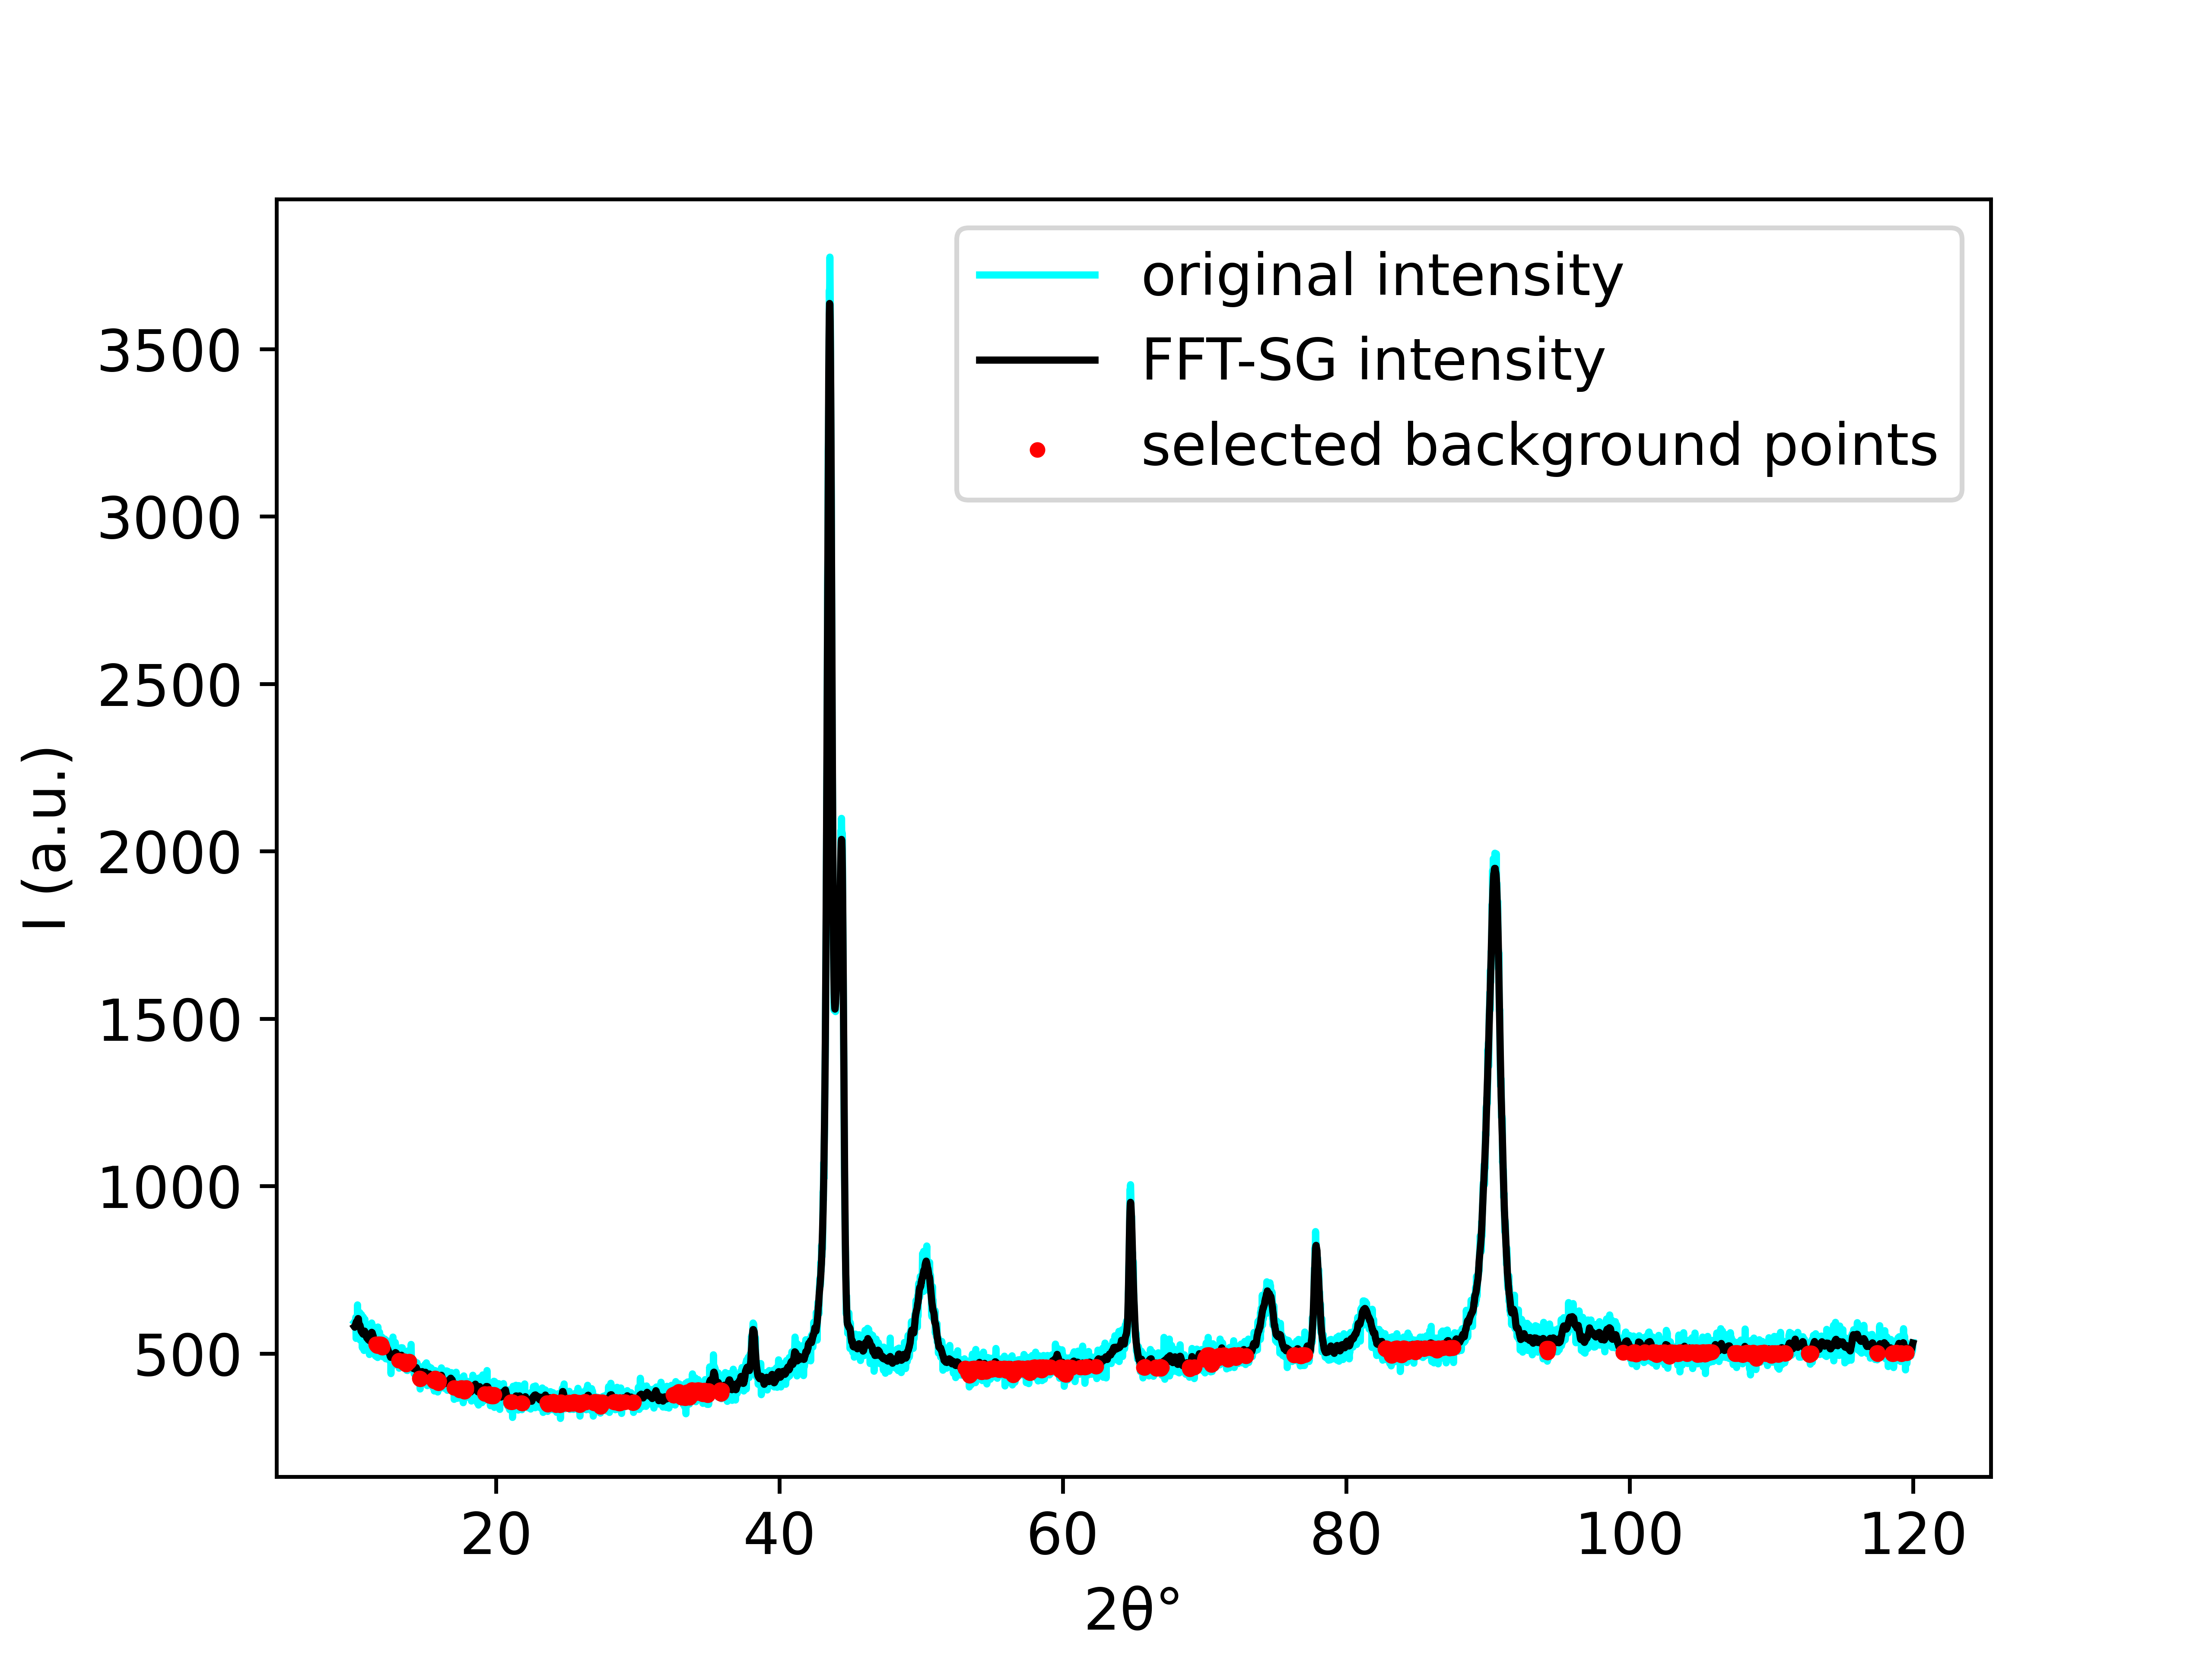 original intensity
FFT-SG intensity
selected background points
3500
3000
2500
2000
1500
1000
500
I (a.u.)
20 40 60 80 100 120
2θ°